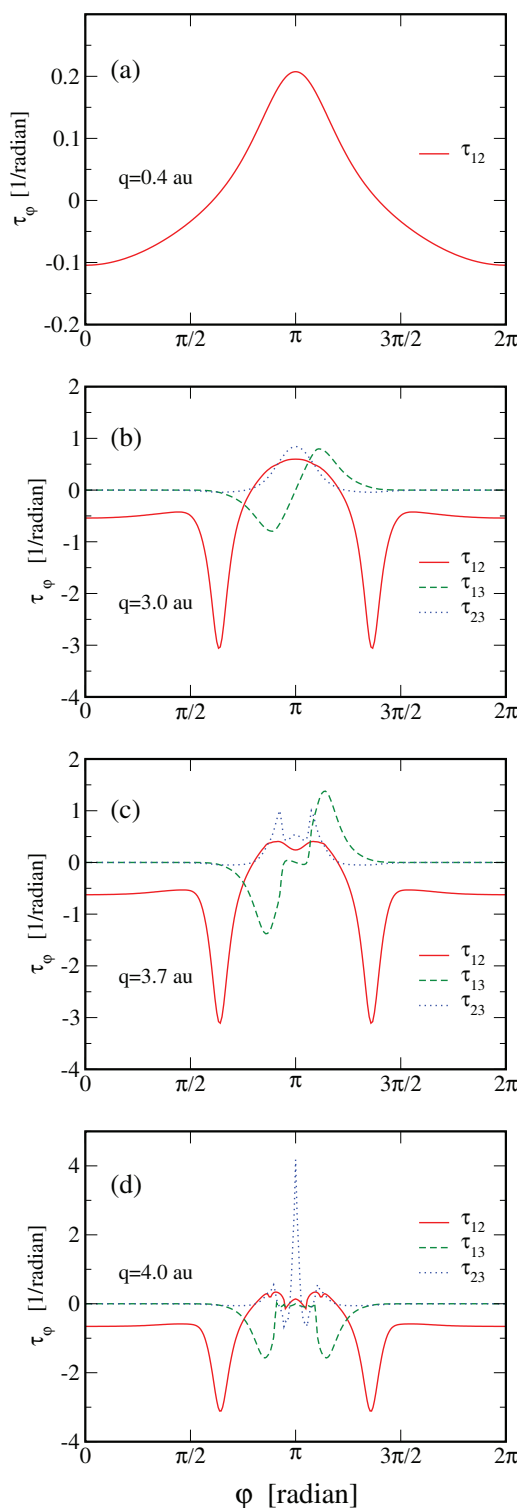 (a)
0.2
0.1
0
-0.1
-0.2
τφ [1/radian]
q=0.4 au
τ12
0 π/2 π 3π/2 2π
(b)
2
1
0
-1
-2
-3
-4
τφ [1/radian]
q=3.0 au
τ12
τ13
τ23
0 π/2 π 3π/2 2π
(c)
2
1
0
-1
-2
-3
-4
τφ [1/radian]
q=3.7 au
τ12
τ13
τ23
0 π/2 π 3π/2 2π
(d)
4
2
0
-2
-4
τφ [1/radian]
q=4.0 au
τ12
τ13
τ23
0 π/2 π 3π/2 2π
φ [radian]